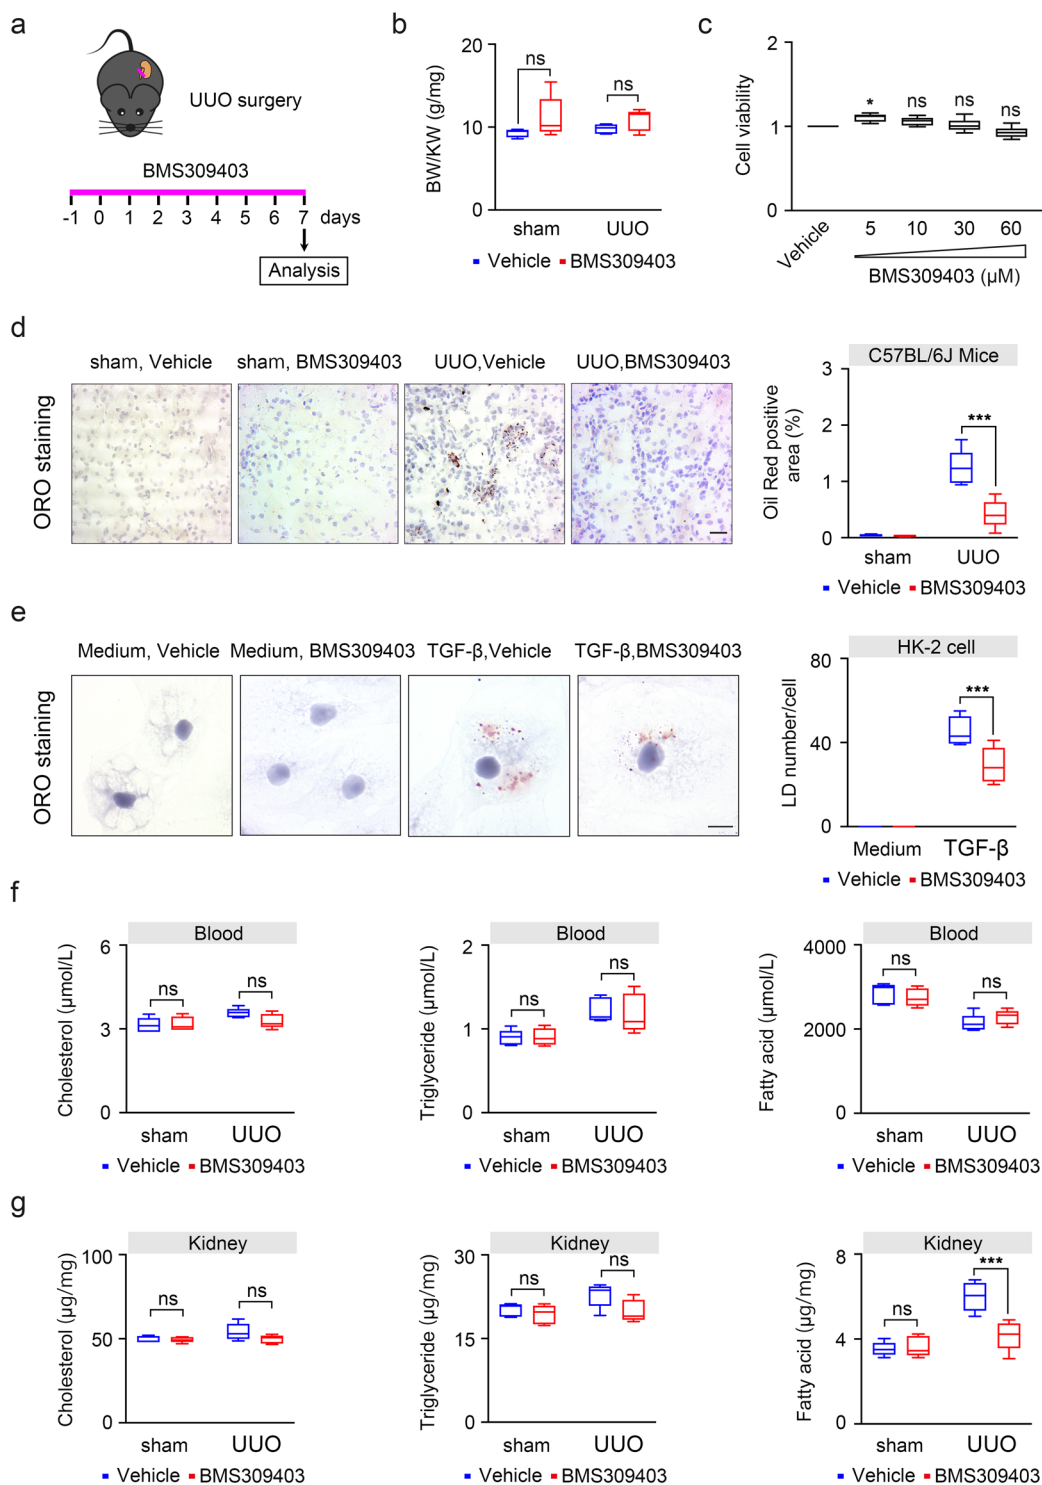 a
UUO surgery
BMS309403
-1 0 1 2 3 4 5 6 7 days
Analysis
b
BW/KW (g/mg)
20
10
0
ns
ns
sham UUO
Vehicle BMS309403
c
Cell viability
2
1
0
*
ns
ns
ns
Vehicle
5 10 30 60
BMS309403 (μM)
d
ORO staining
sham, Vehicle
sham, BMS309403
UUO,Vehicle
UUO,BMS309403
C57BL/6J Mice
Oil Red positive
area (%)
3
2
1
0
***
sham UUO
Vehicle BMS309403
e
ORO staining
Medium, Vehicle
Medium, BMS309403
TGF-β,Vehicle
TGF-β,BMS309403
HK-2 cell
LD number/cell
80
40
0
***
Medium TGF-β
Vehicle BMS309403
f
Blood
Cholesterol (μmol/L)
6
3
0
ns
ns
sham UUO
Vehicle BMS309403
Blood
Triglyceride (μmol/L)
2
1
0
ns
ns
sham UUO
Vehicle BMS309403
Blood
Fatty acid (μmol/L)
4000
2000
0
ns
ns
sham UUO
Vehicle BMS309403
g
Kidney
Cholesterol (μg/mg)
100
50
0
ns
ns
sham UUO
Vehicle BMS309403
Kidney
Triglyceride (μg/mg)
30
15
0
ns
ns
sham UUO
Vehicle BMS309403
Kidney
Fatty acid (μg/mg)
8
4
0
ns
***
sham UUO
Vehicle BMS309403